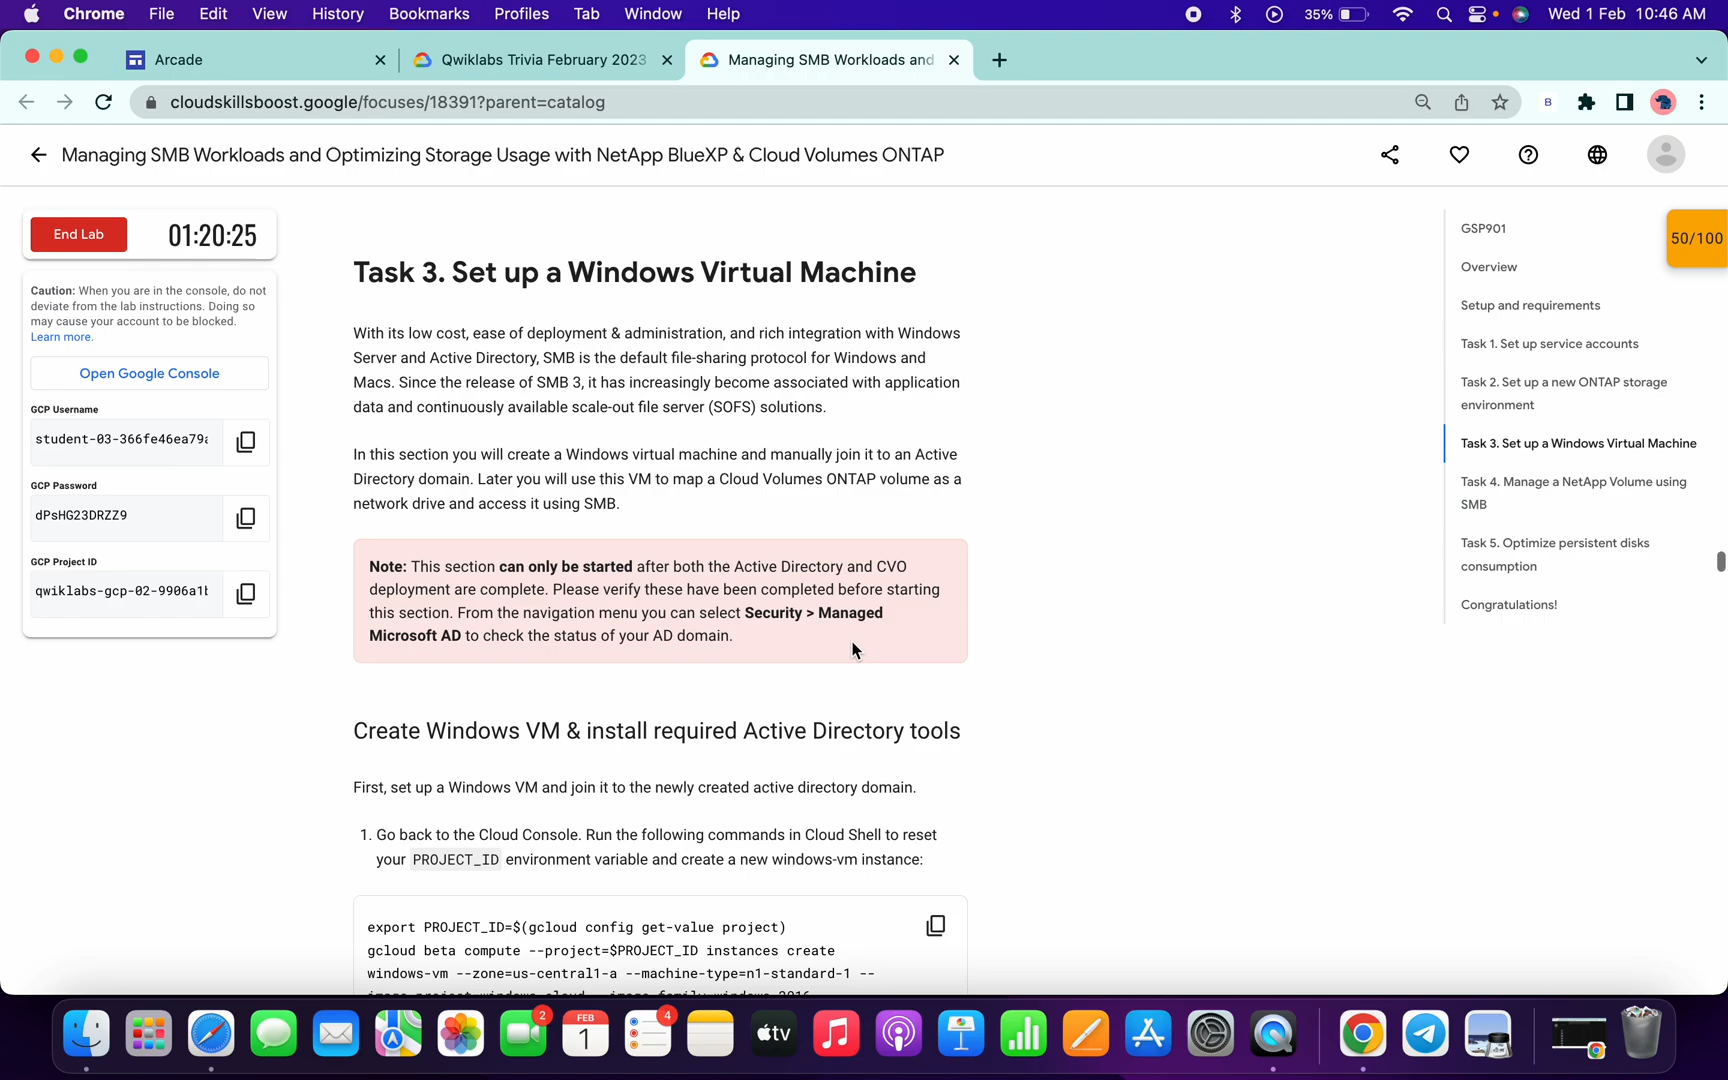 Chrome File Edit View History Bookmarks Profiles Tab Window Help 35% Wed 1 Feb 10:46 AM
Arcade Qwiklabs Trivia February 2023 Managing SMB Workloads and
cloudskillsboost.google/focuses/18391?parent=catalog B
Managing SMB Workloads and Optimizing Storage Usage with NetApp BlueXP & Cloud Volumes ONTAP
End Lab 01:20:25
Caution: When you are in the console, do not
deviate from the lab instructions. Doing so
may cause your account to be blocked.
Learn more.
Open Google Console
GCP Username
student-03-366fe46ea79a
GCP Password
dPsHG23DRZZ9
GCP Project ID
qwiklabs-gcp-02-9906a1b
Task 3. Set up a Windows Virtual Machine
With its low cost, ease of deployment & administration, and rich integration with Windows
Server and Active Directory, SMB is the default file-sharing protocol for Windows and
Macs. Since the release of SMB 3, it has increasingly become associated with application
data and continuously available scale-out file server (SOFS) solutions.
In this section you will create a Windows virtual machine and manually join it to an Active
Directory domain. Later you will use this VM to map a Cloud Volumes ONTAP volume as a
network drive and access it using SMB.
Note: This section can only be started after both the Active Directory and CVO
deployment are complete. Please verify these have been completed before starting
this section. From the navigation menu you can select Security > Managed
Microsoft AD to check the status of your AD domain.
Create Windows VM & install required Active Directory tools
First, set up a Windows VM and join it to the newly created active directory domain.
1. Go back to the Cloud Console. Run the following commands in Cloud Shell to reset
your PROJECT_ID environment variable and create a new windows-vm instance:
export PROJECT_ID=$(gcloud config get-value project)
gcloud beta compute --project=$PROJECT_ID instances create
windows-vm --zone=us-central1-a --machine-type=n1-standard-1 --
GSP901
Overview
Setup and requirements
Task 1. Set up service accounts
Task 2. Set up a new ONTAP storage
environment
Task 3. Set up a Windows Virtual Machine
Task 4. Manage a NetApp Volume using
SMB
Task 5. Optimize persistent disks
consumption
Congratulations!
50/100
2
FEB
1
4
tv